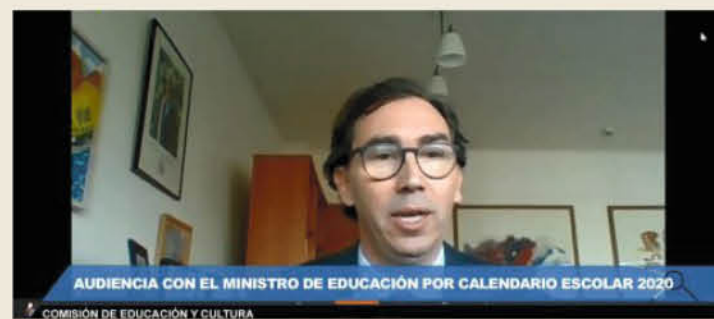 AUDIENCIA CON EL MINISTRO DE EDUCACIÓN POR CALENDARIO ESCOLAR 2020
COMISIÓN DE EDUCACIÓN Y CULTURA